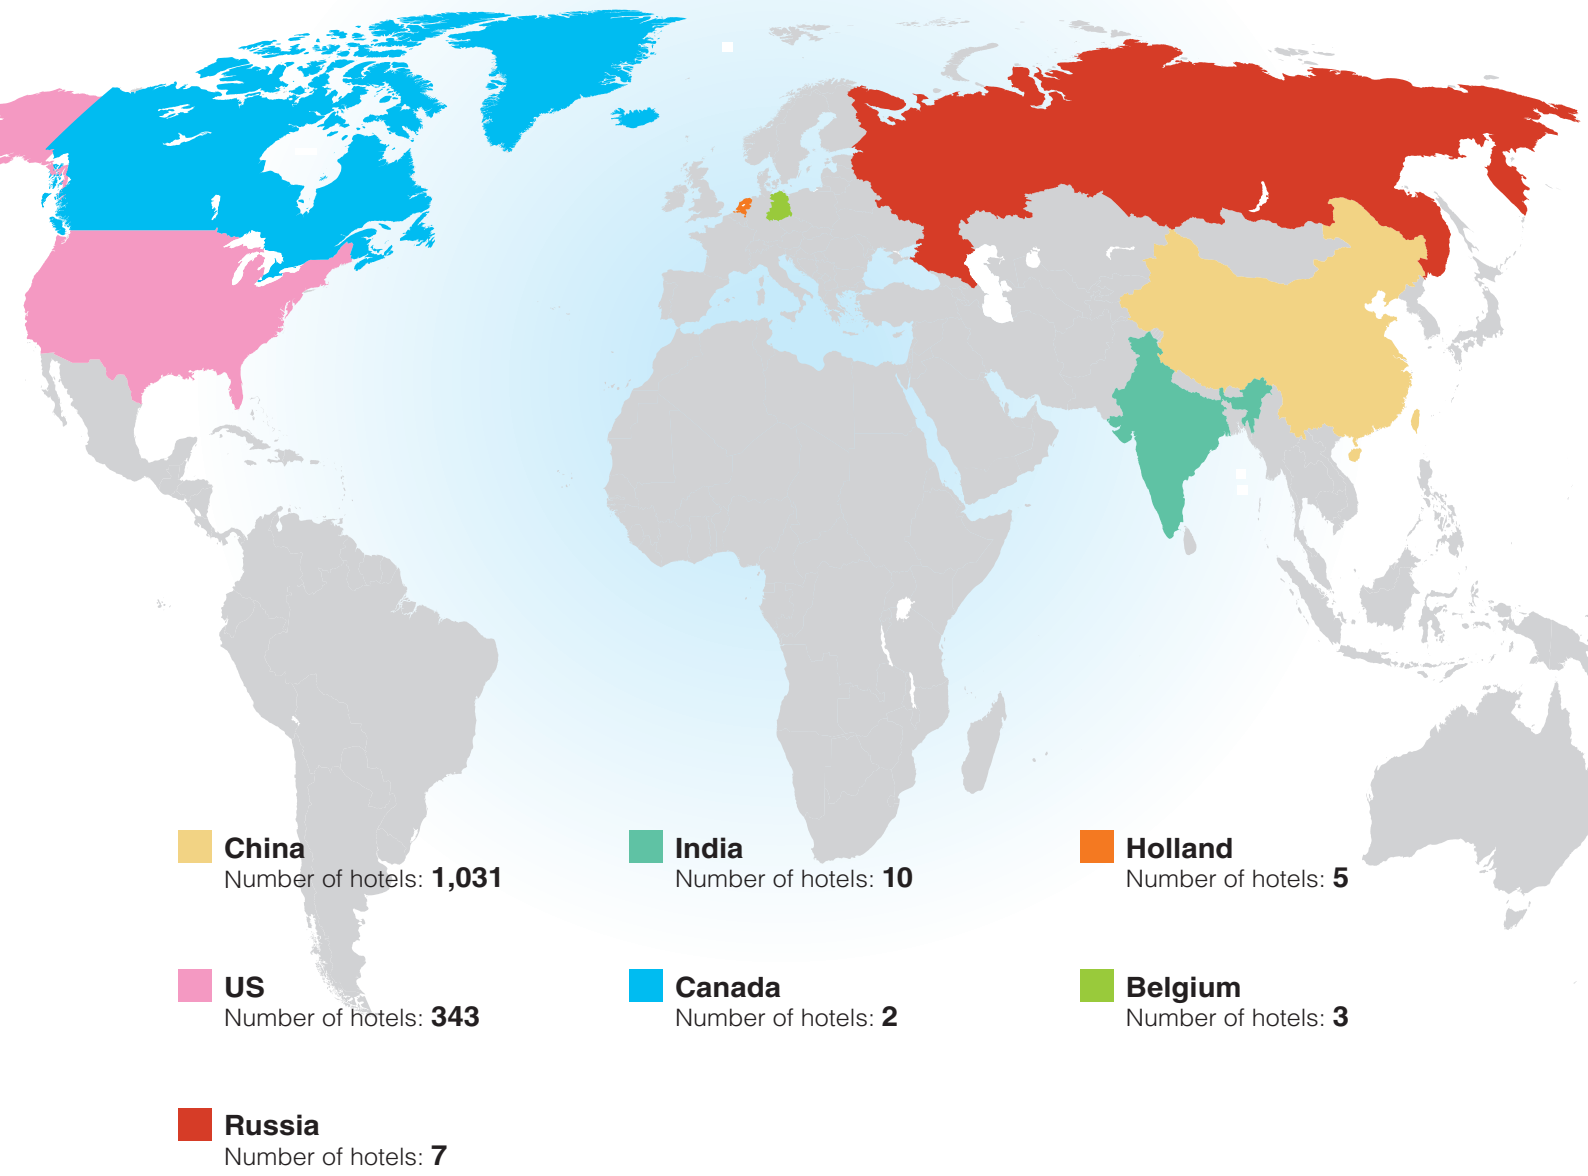 China
Number of hotels: 1,031
India
Number of hotels: 10
Holland
Number of hotels: 5
US
Number of hotels: 343
Canada
Number of hotels: 2
Belgium
Number of hotels: 3
Russia
Number of hotels: 7